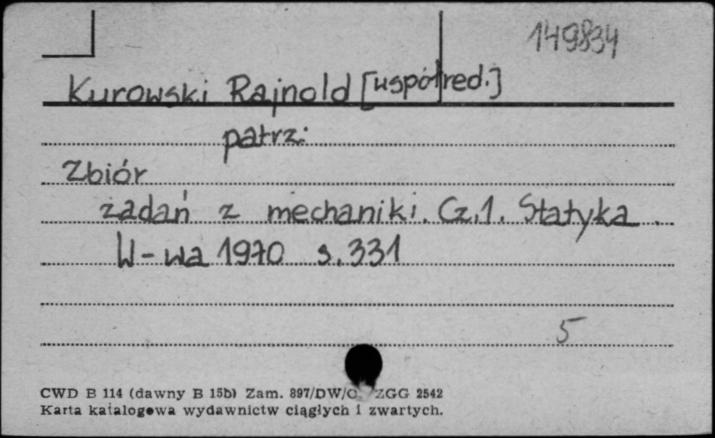 149834
Kurowski Rajnold [współred.]
patrz:
Zbiór
zadań z mechaniki. Cz.1. Statyka.
W-wa 1970 s. 331
5
CWD B 114 (dawny B 15b) Zam. 897/DW/C. ZGG 2542
Karta katalogowa wydawnictw ciągłych i zwartych.